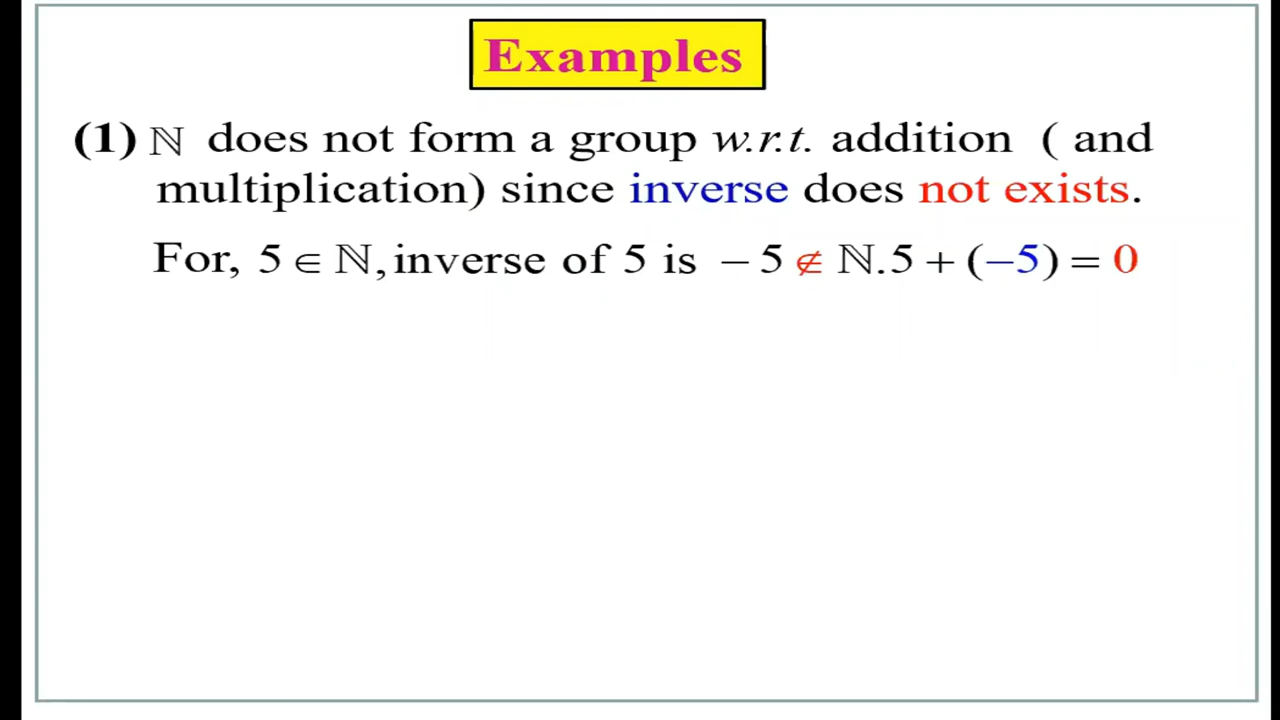 Examples
(1) ℕ does not form a group w.r.t. addition ( and
multiplication) since inverse does not exists.
For, 5 ∈ ℕ, inverse of 5 is − 5 ∉ ℕ. 5 + (−5) = 0